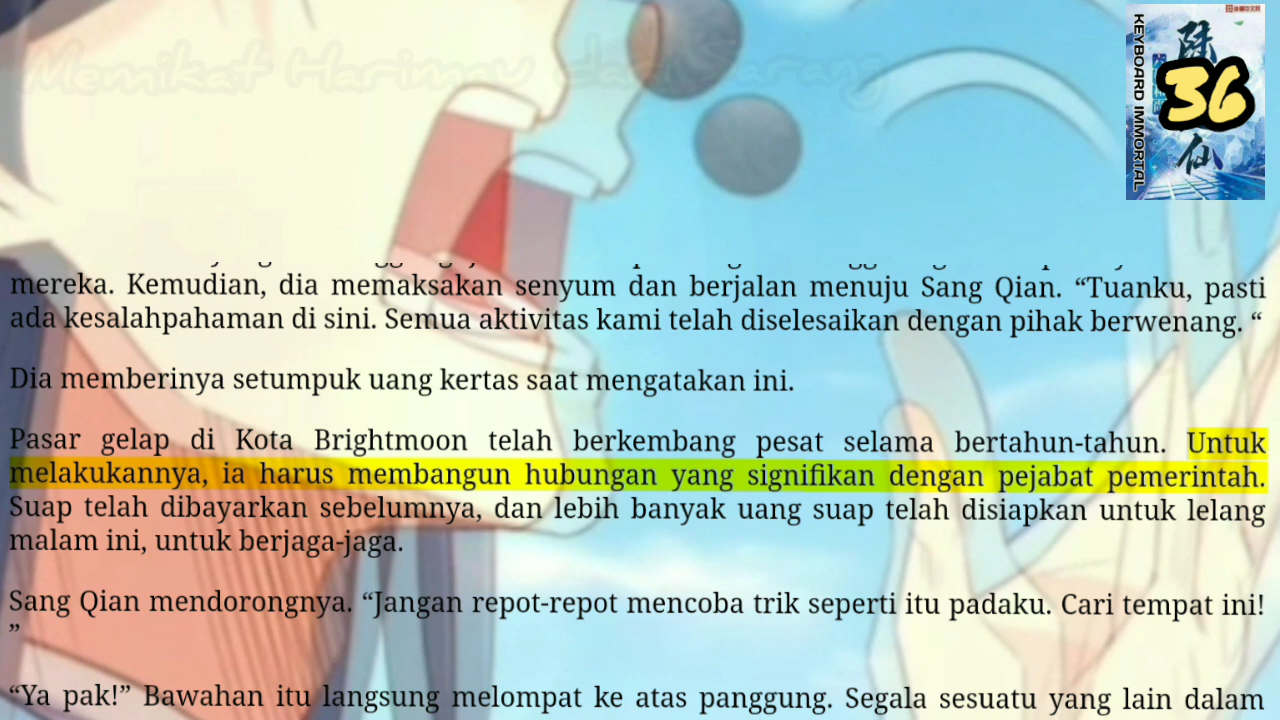 Memikat Harimau dari Sarang
KEYBOARD IMMORTAL
36
仙
mereka. Kemudian, dia memaksakan senyum dan berjalan menuju Sang Qian. “Tuanku, pasti
ada kesalahpahaman di sini. Semua aktivitas kami telah diselesaikan dengan pihak berwenang. “
Dia memberinya setumpuk uang kertas saat mengatakan ini.
Pasar gelap di Kota Brightmoon telah berkembang pesat selama bertahun-tahun. Untuk
melakukannya, ia harus membangun hubungan yang signifikan dengan pejabat pemerintah.
Suap telah dibayarkan sebelumnya, dan lebih banyak uang suap telah disiapkan untuk lelang
malam ini, untuk berjaga-jaga.
Sang Qian mendorongnya. “Jangan repot-repot mencoba trik seperti itu padaku. Cari tempat ini!
”
“Ya pak!” Bawahan itu langsung melompat ke atas panggung. Segala sesuatu yang lain dalam